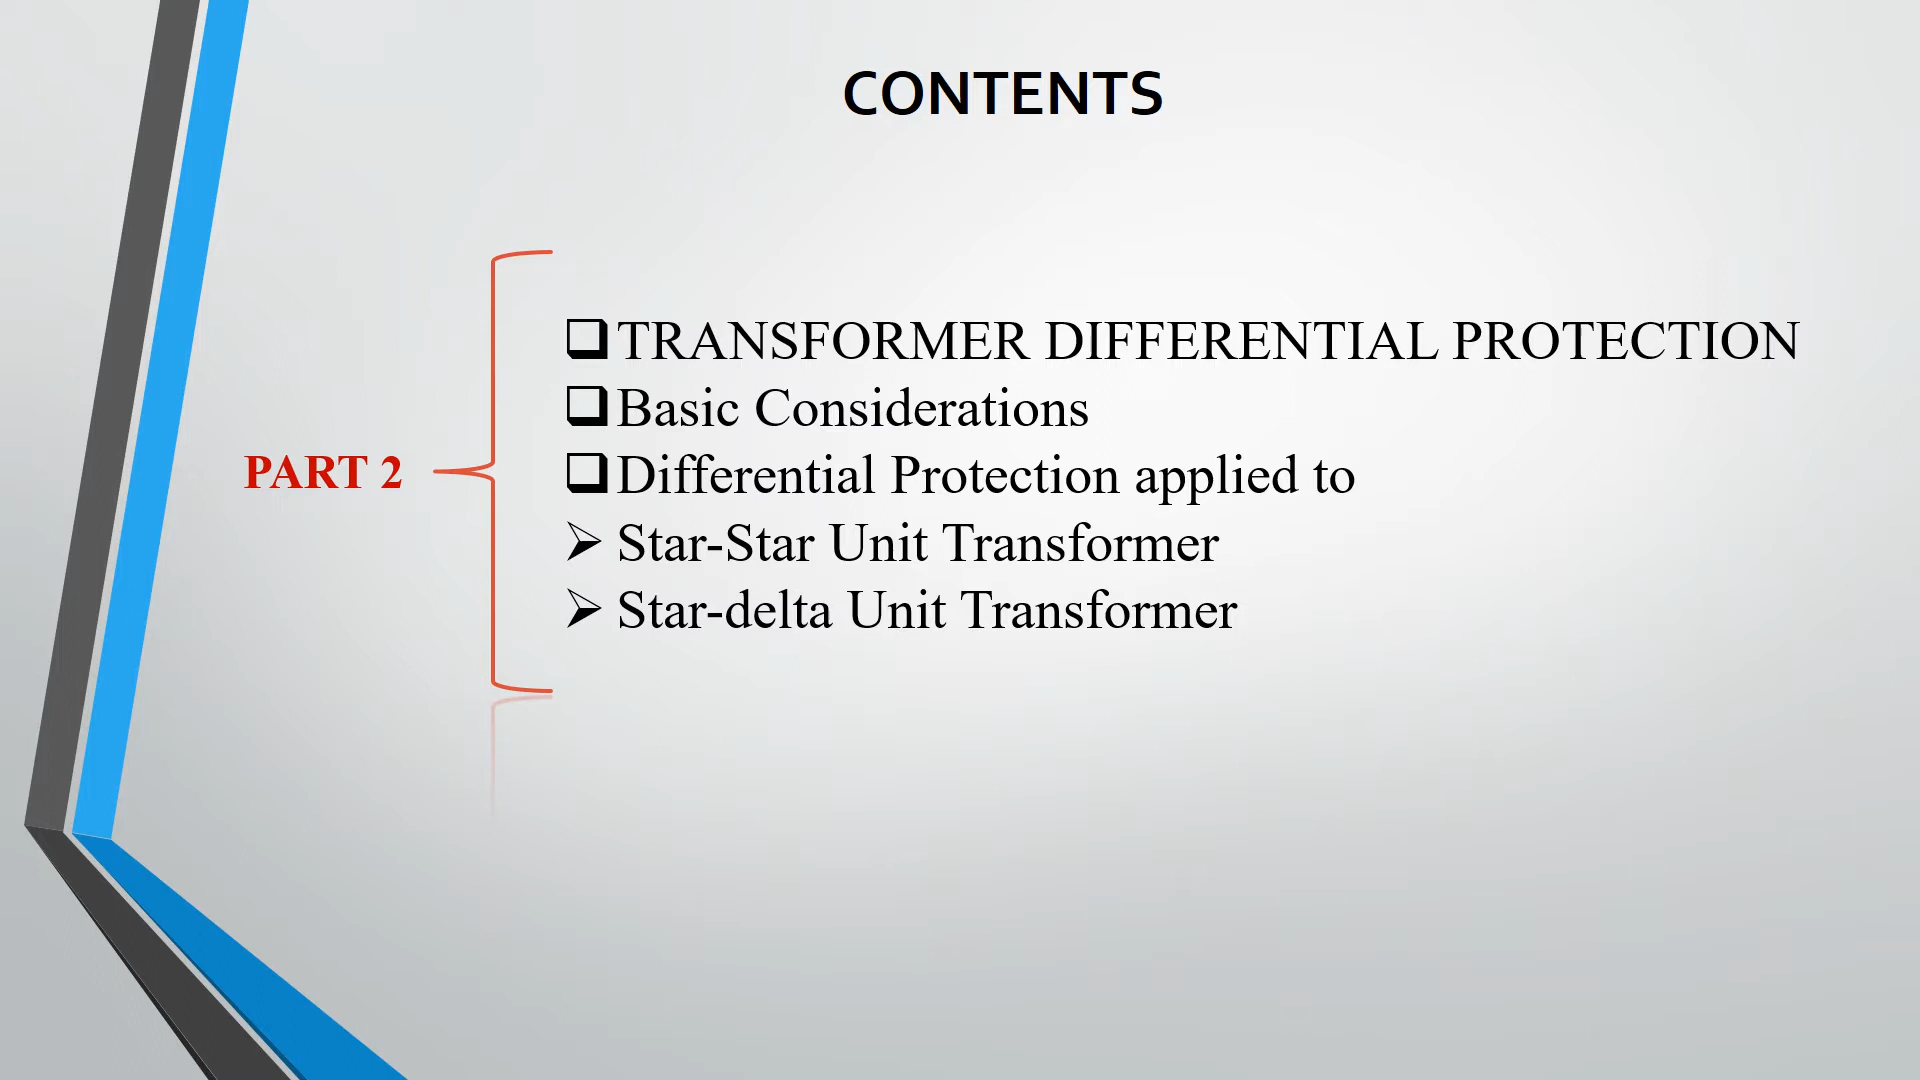 CONTENTS
PART 2
TRANSFORMER DIFFERENTIAL PROTECTION
Basic Considerations
Differential Protection applied to
Star-Star Unit Transformer
Star-delta Unit Transformer